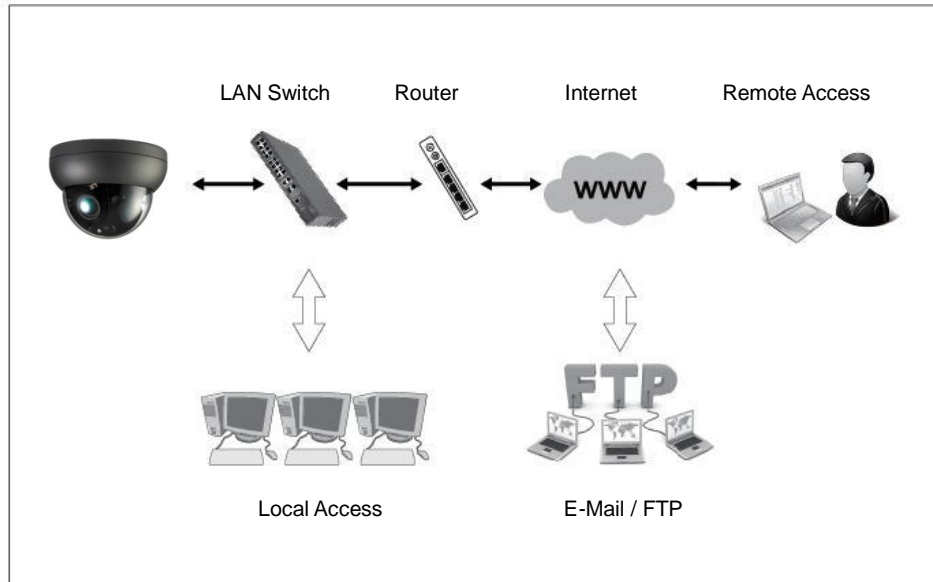 LAN Switch
Router
Internet
Remote Access
WWW
FTP
Local Access
E-Mail / FTP